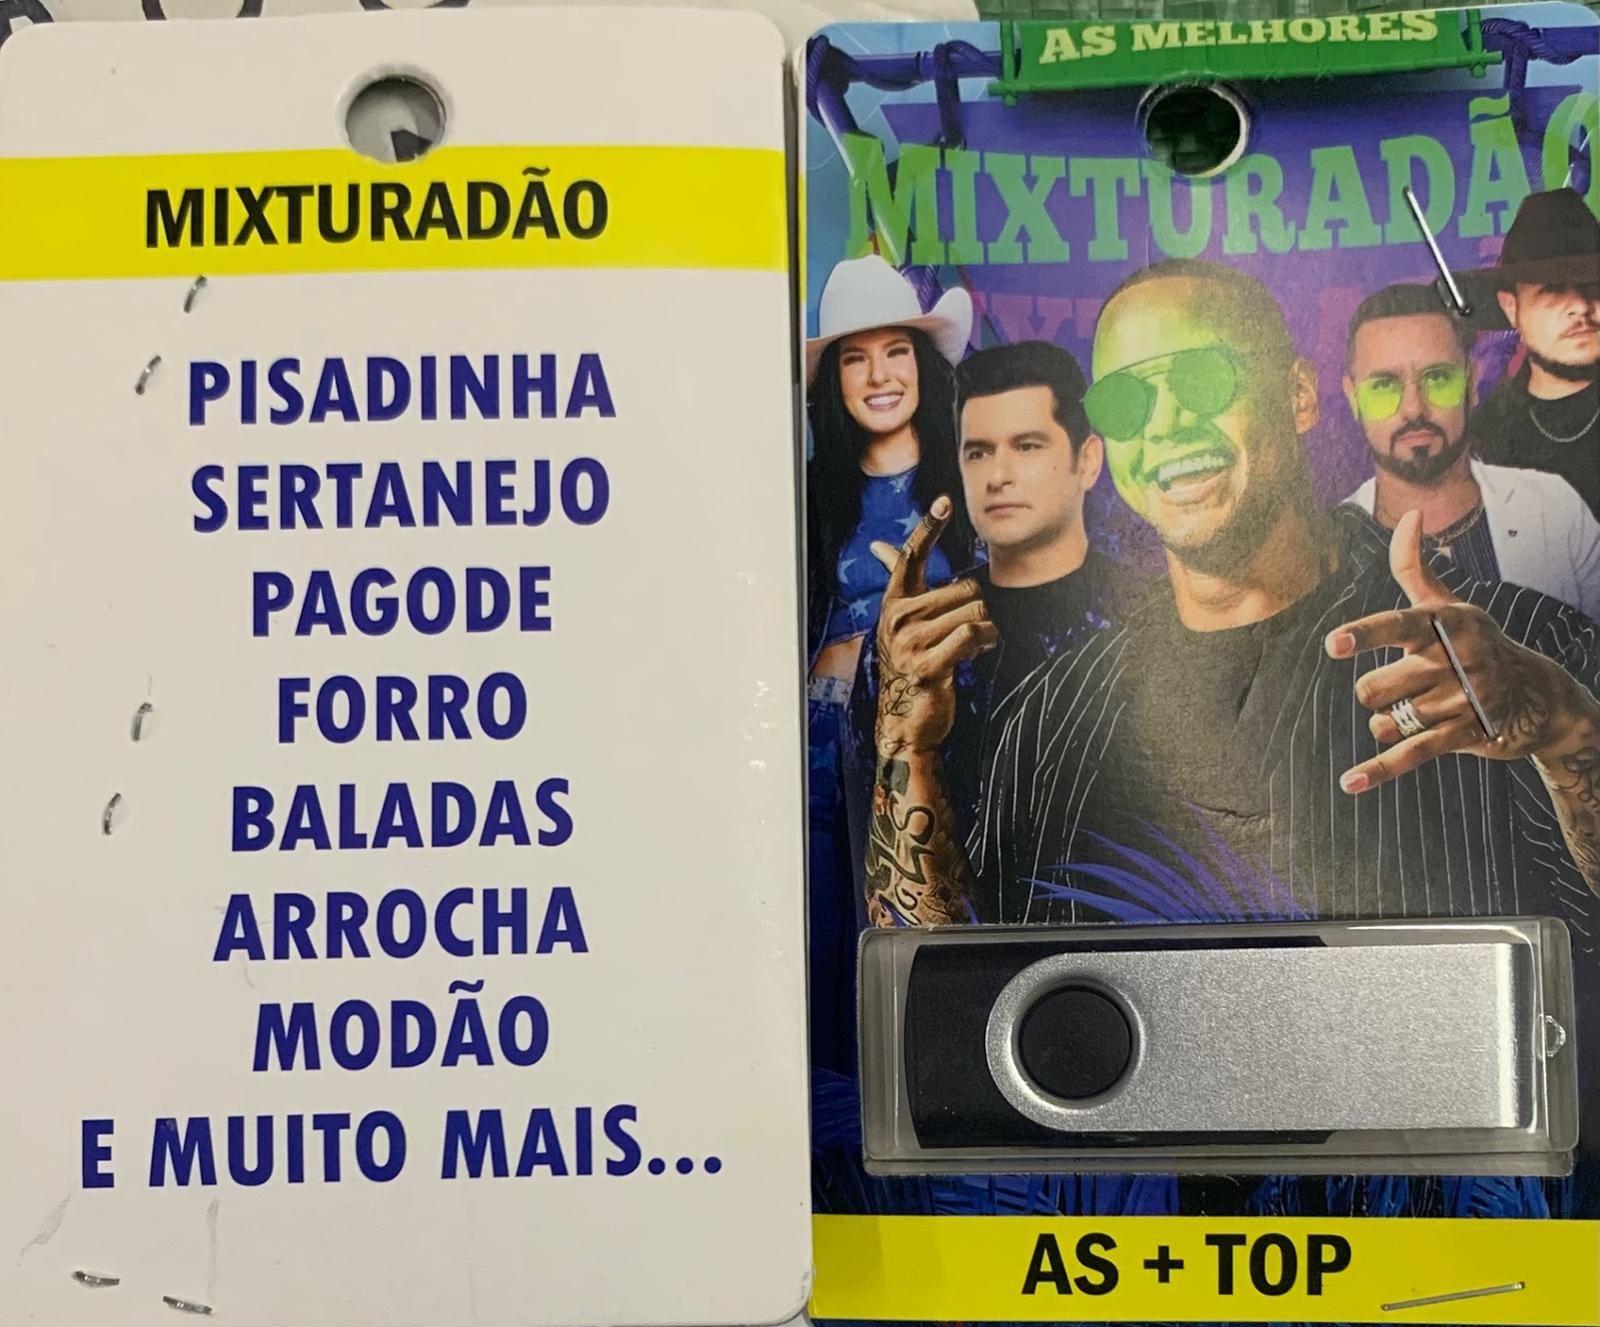 MIXTURADÃO
PISADINHA
SERTANEJO
PAGODE
FORRO
BALADAS
ARROCHA
MODÃO
E MUITO MAIS...
AS MELHORES
MIXTURADÃO
AS + TOP